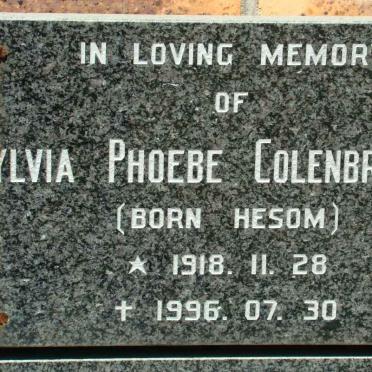 IN LOVING MEMOR
OF
YLVIA PHOEBE COLENBR
(BORN HESOM)
★ 1918. 11. 28
✝ 1996. 07. 30